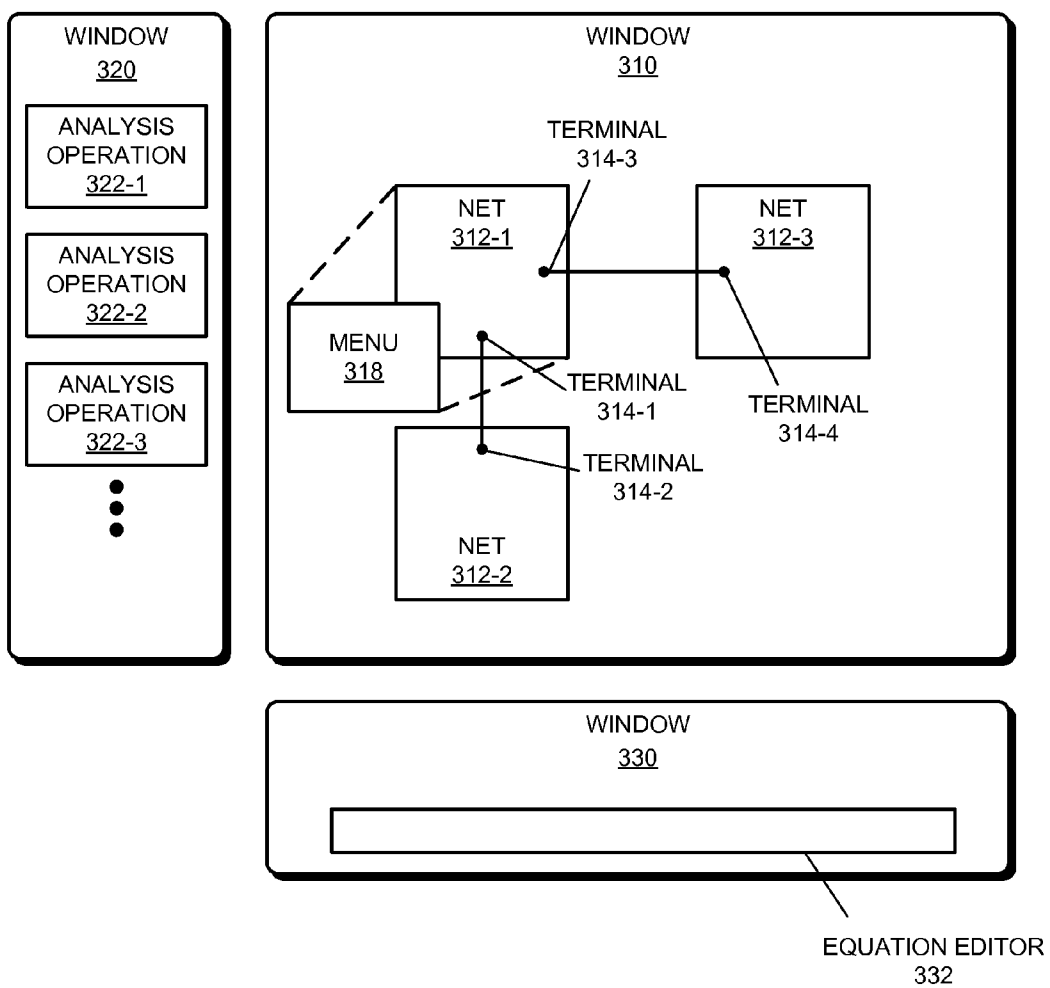 WINDOW
320
ANALYSIS
OPERATION
322-1
ANALYSIS
OPERATION
322-2
ANALYSIS
OPERATION
322-3
WINDOW
310
TERMINAL
314-3
NET
312-1
NET
312-3
MENU
318
TERMINAL
314-1
TERMINAL
314-4
TERMINAL
314-2
NET
312-2
WINDOW
330
EQUATION EDITOR
332